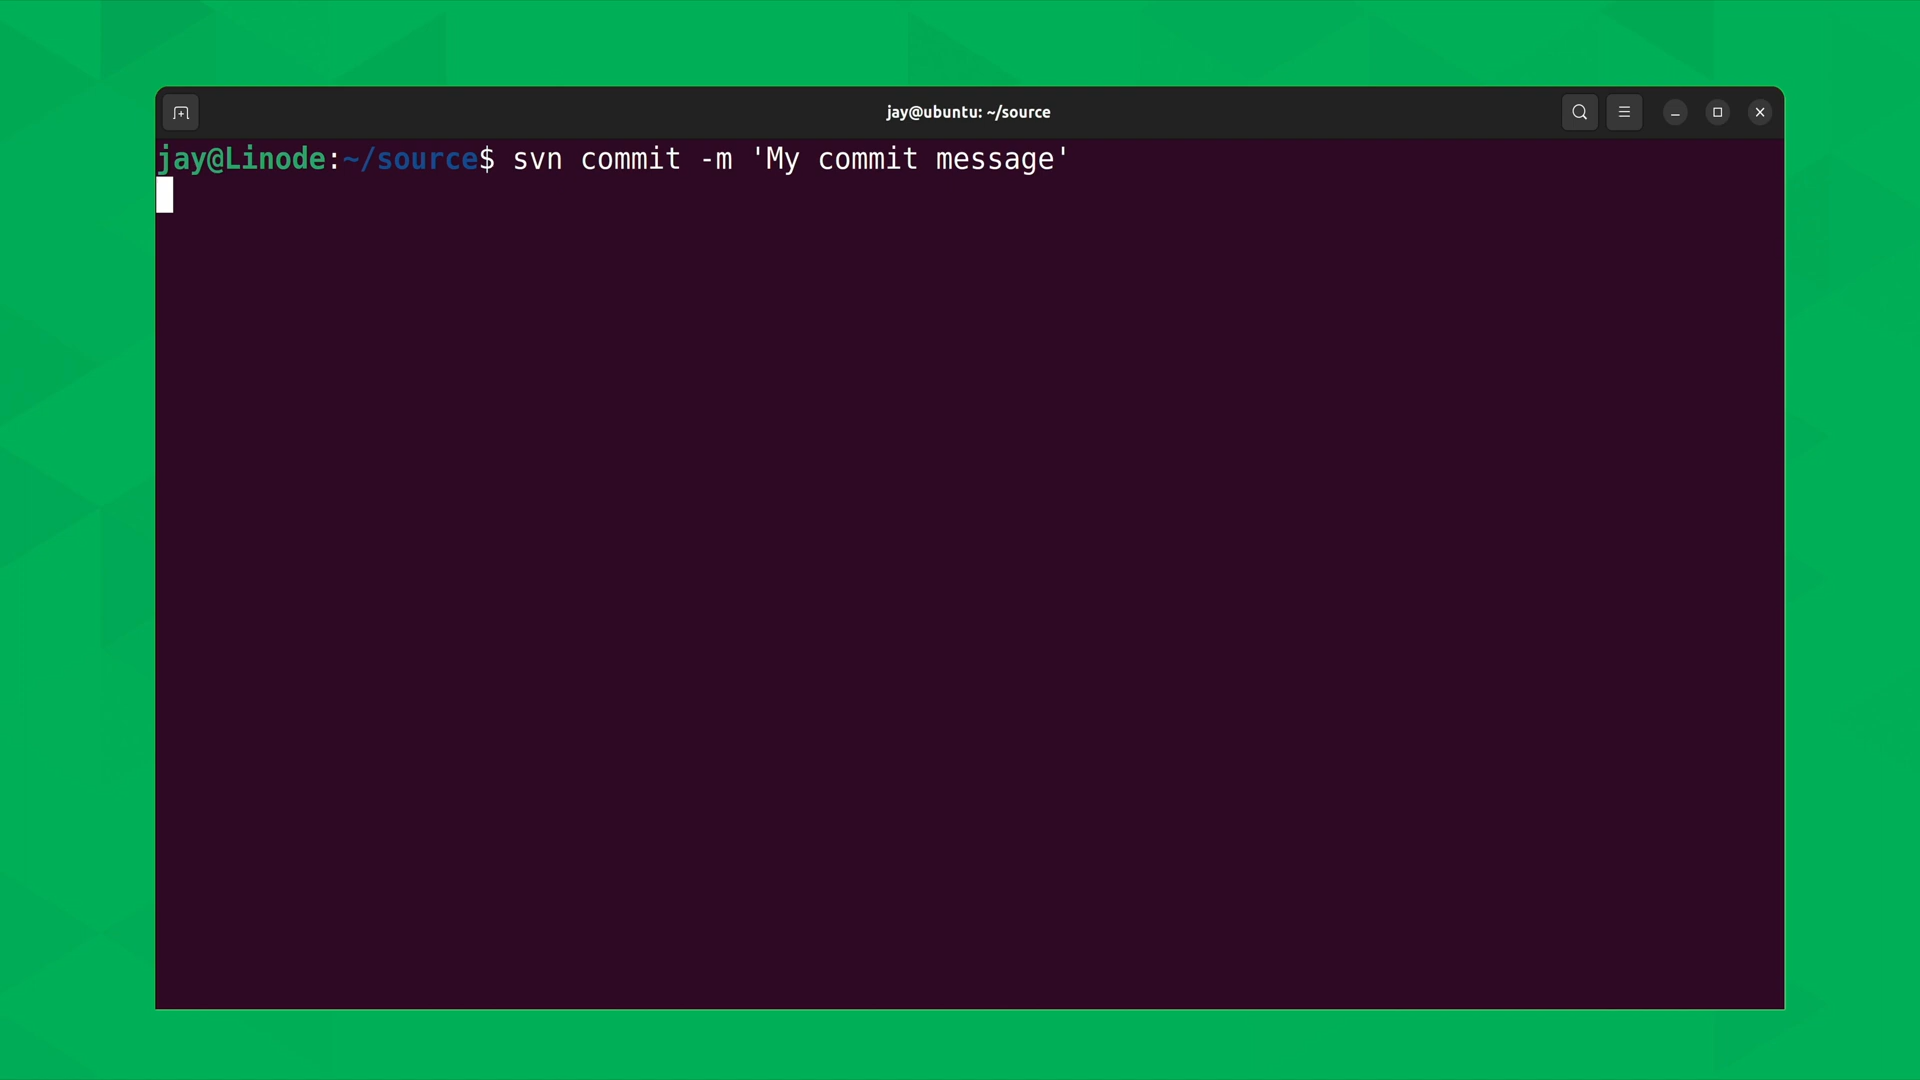 jay@ubuntu: ~/source
jay@Linode:~/source$ svn commit -m 'My commit message'